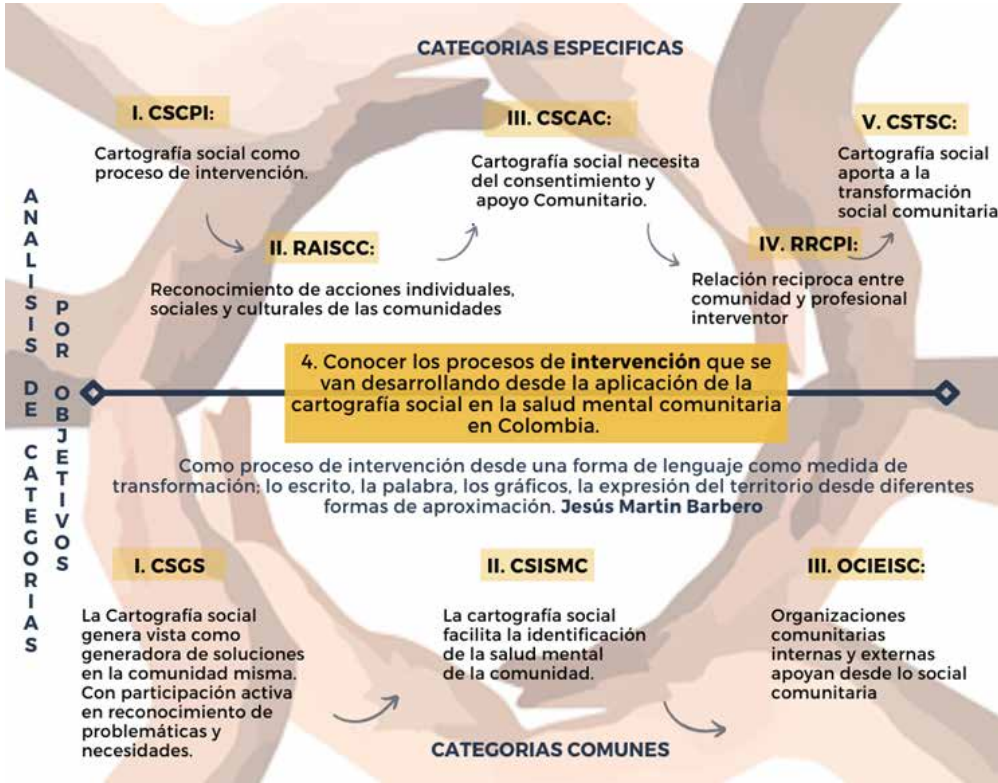 CATEGORIAS ESPECIFICAS
I. CSCPI:
Cartografía social como
proceso de intervención.
II. RAISCC:
Reconocimiento de acciones individuales,
sociales y culturales de las comunidades
III. CSCAC:
Cartografía social necesita
del consentimiento y
apoyo Comunitario.
IV. RRCPI:
Relación reciproca entre
comunidad y profesional
interventor
V. CSTSC:
Cartografía social
aporta a la
transformación
social comunitaria
ANALISIS DE CATEGORIAS
POR OBJETIVOS
4. Conocer los procesos de intervención que se
van desarrollando desde la aplicación de la
cartografía social en la salud mental comunitaria
en Colombia.
Como proceso de intervención desde una forma de lenguaje como medida de
transformación; lo escrito, la palabra, los gráficos, la expresión del territorio desde diferentes
formas de aproximación. Jesús Martin Barbero
I. CSGS
La Cartografía social
genera vista como
generadora de soluciones
en la comunidad misma.
Con participación activa
en reconocimiento de
problemáticas y
necesidades.
II. CSISMC
La cartografía social
facilita la identificación
de la salud mental
de la comunidad.
III. OCIEISC:
Organizaciones
comunitarias
internas y externas
apoyan desde lo social
comunitaria
CATEGORIAS COMUNES